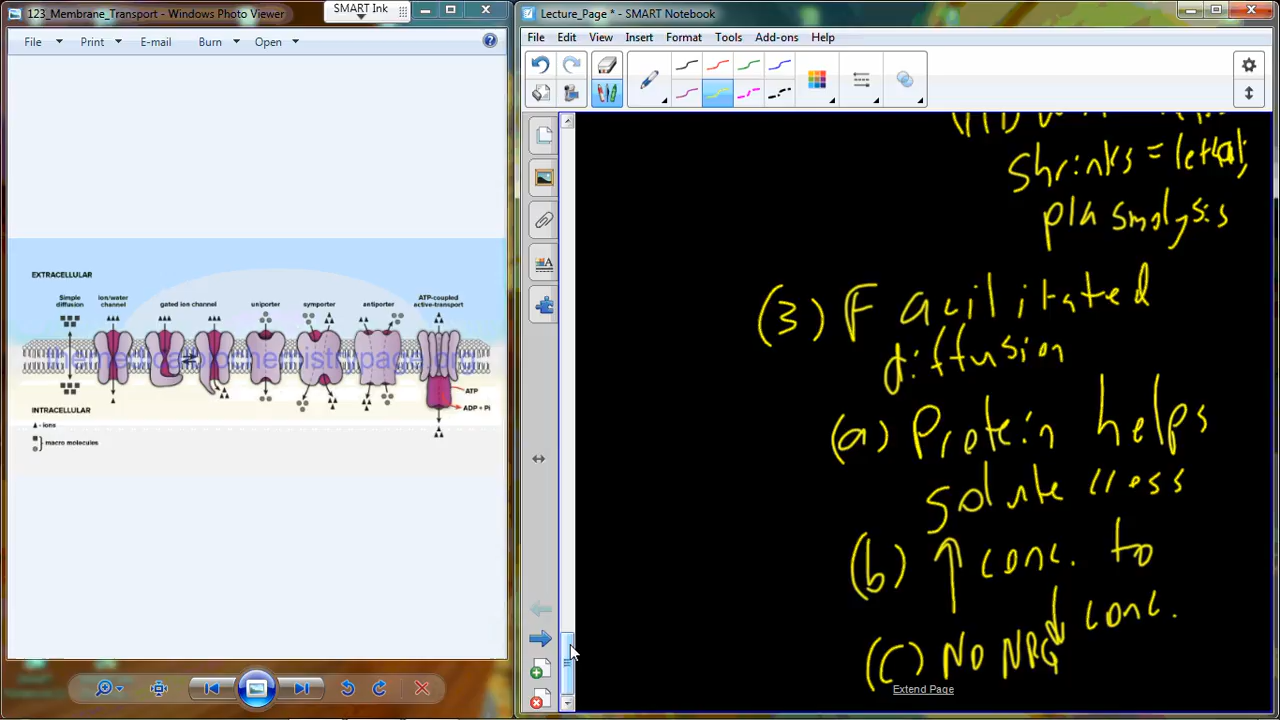 123_Membrane_Transport - Windows Photo Viewer
SMART Ink
File Print E-mail Burn Open
EXTRACELLULAR
Simple diffusion
ion/water channel
gated ion channel
uniporter
symporter
antiporter
ATP-coupled active-transport
themedicalbiochemistrypage.org
ATP
ADP + Pi
INTRACELLULAR
- ions
macro molecules
Lecture_Page * - SMART Notebook
File Edit View Insert Format Tools Add-ons Help
shrinks = lethal;
plasmolysis
(3) Facilitated
diffusion
(a) Protein helps
solute cross
(b) ↑ conc. to
↓ conc.
(C) No NRG
Extend Page